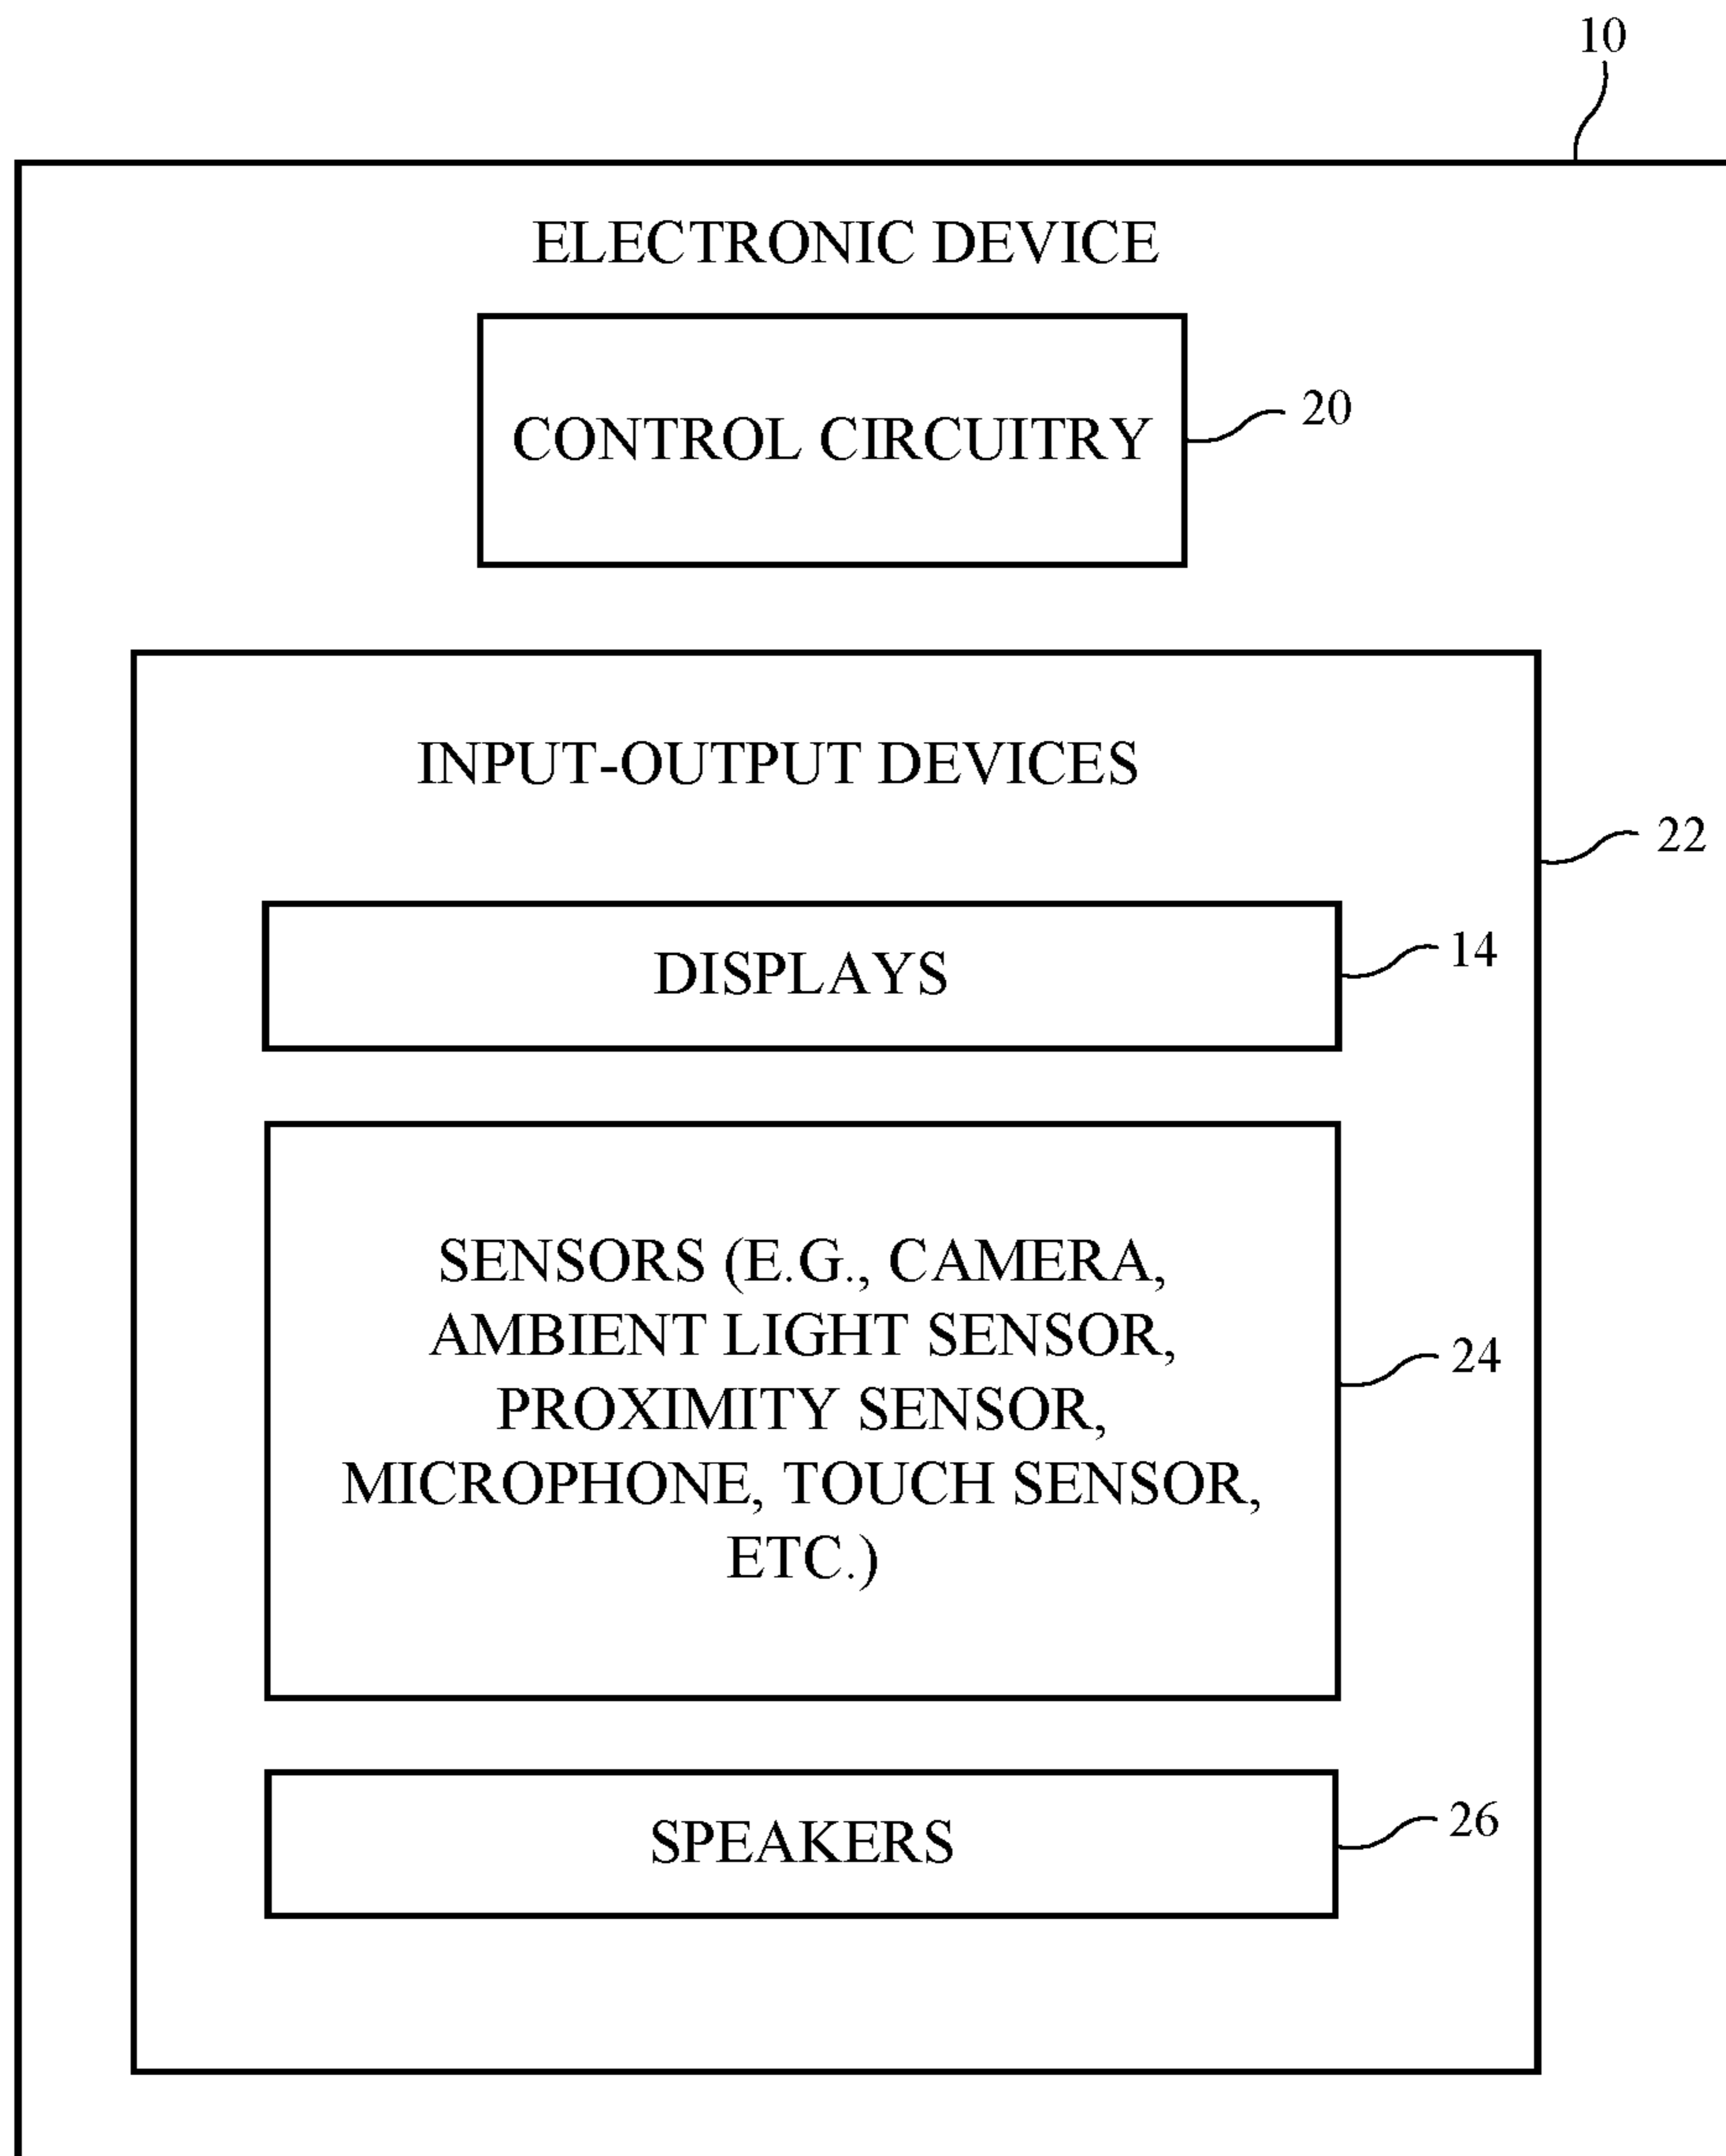 10
ELECTRONIC DEVICE
CONTROL CIRCUITRY
20
INPUT-OUTPUT DEVICES
22
DISPLAYS
14
SENSORS (E.G., CAMERA,
AMBIENT LIGHT SENSOR,
PROXIMITY SENSOR,
MICROPHONE, TOUCH SENSOR,
ETC.)
24
SPEAKERS
26